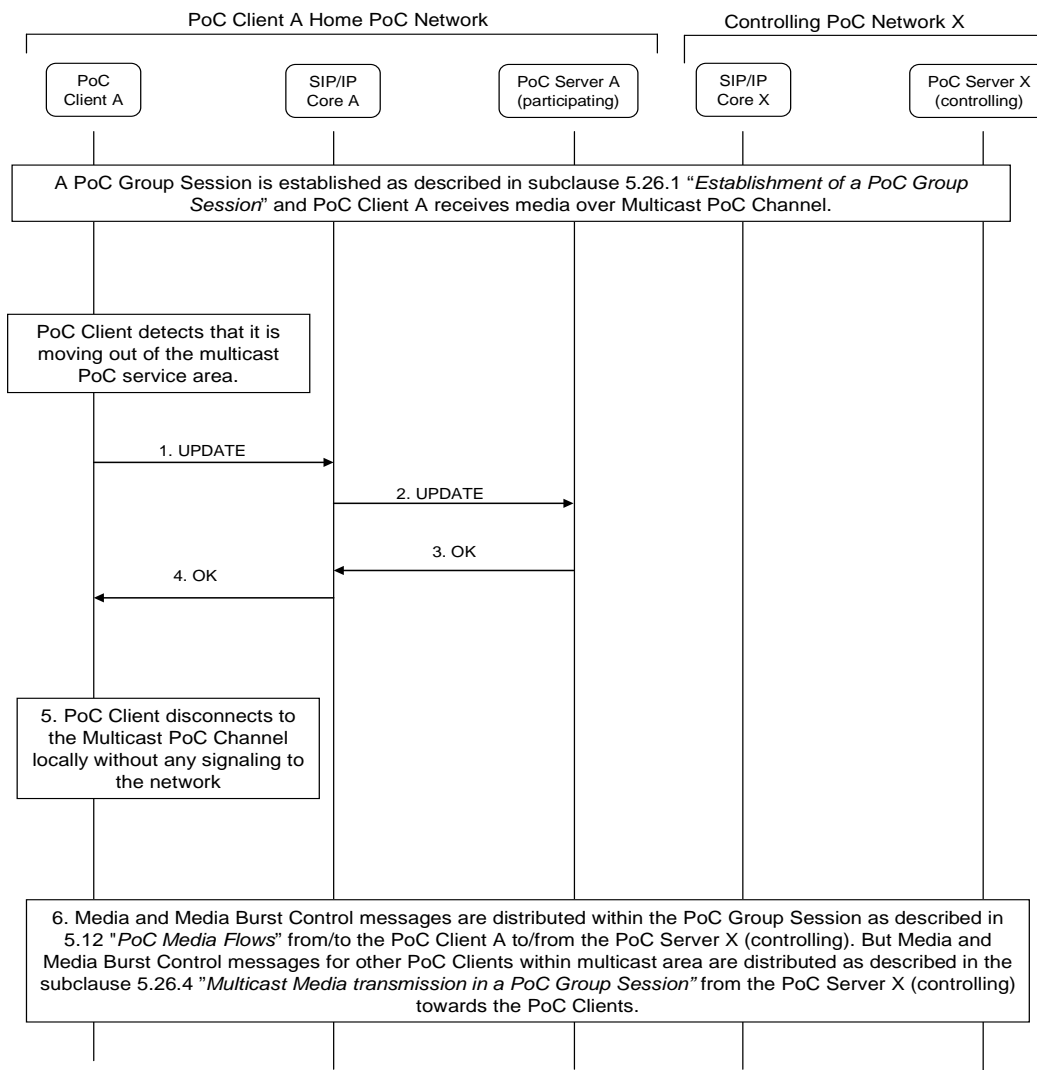 PoC Client A Home PoC Network
Controlling PoC Network X
PoC
Client A
SIP/IP
Core A
PoC Server A
(participating)
SIP/IP
Core X
PoC Server X
(controlling)
A PoC Group Session is established as described in subclause 5.26.1 “Establishment of a PoC Group
Session” and PoC Client A receives media over Multicast PoC Channel.
PoC Client detects that it is
moving out of the multicast
PoC service area.
1. UPDATE
2. UPDATE
3. OK
4. OK
5. PoC Client disconnects to
the Multicast PoC Channel
locally without any signaling to
the network
6. Media and Media Burst Control messages are distributed within the PoC Group Session as described in
5.12 "PoC Media Flows” from/to the PoC Client A to/from the PoC Server X (controlling). But Media and
Media Burst Control messages for other PoC Clients within multicast area are distributed as described in the
subclause 5.26.4 ”Multicast Media transmission in a PoC Group Session” from the PoC Server X (controlling)
towards the PoC Clients.